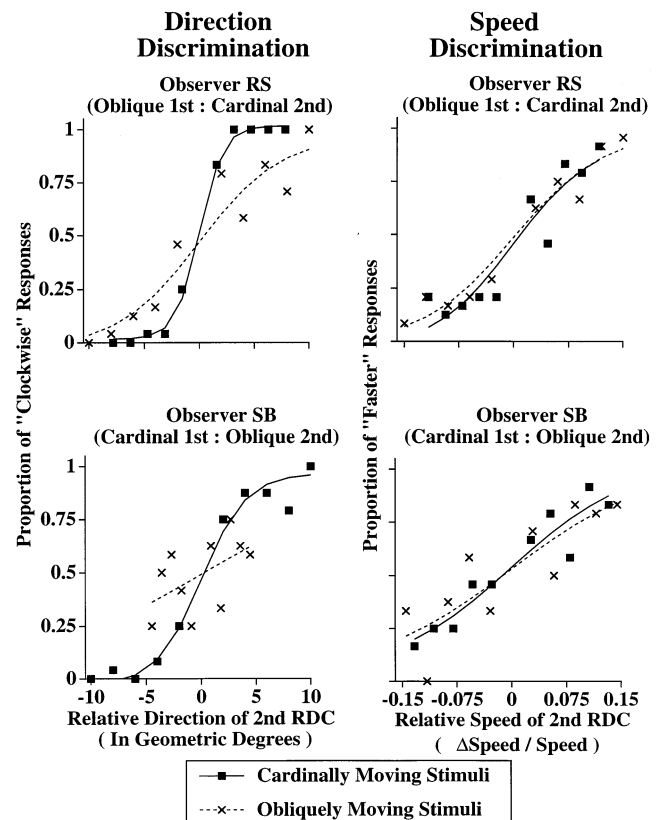 Direction
Discrimination
Speed
Discrimination
Observer RS
(Oblique 1st : Cardinal 2nd)
Observer RS
(Oblique 1st : Cardinal 2nd)
1
0.75
0.5
0.25
0
Proportion of "Clockwise" Responses
Proportion of "Faster" Responses
Observer SB
(Cardinal 1st : Oblique 2nd)
Observer SB
(Cardinal 1st : Oblique 2nd)
1
0.75
0.5
0.25
0
-10 -5 0 5 10
-0.15 -0.075 0 0.075 0.15
Relative Direction of 2nd RDC
( In Geometric Degrees )
Relative Speed of 2nd RDC
( ΔSpeed / Speed )
Cardinally Moving Stimuli
Obliquely Moving Stimuli